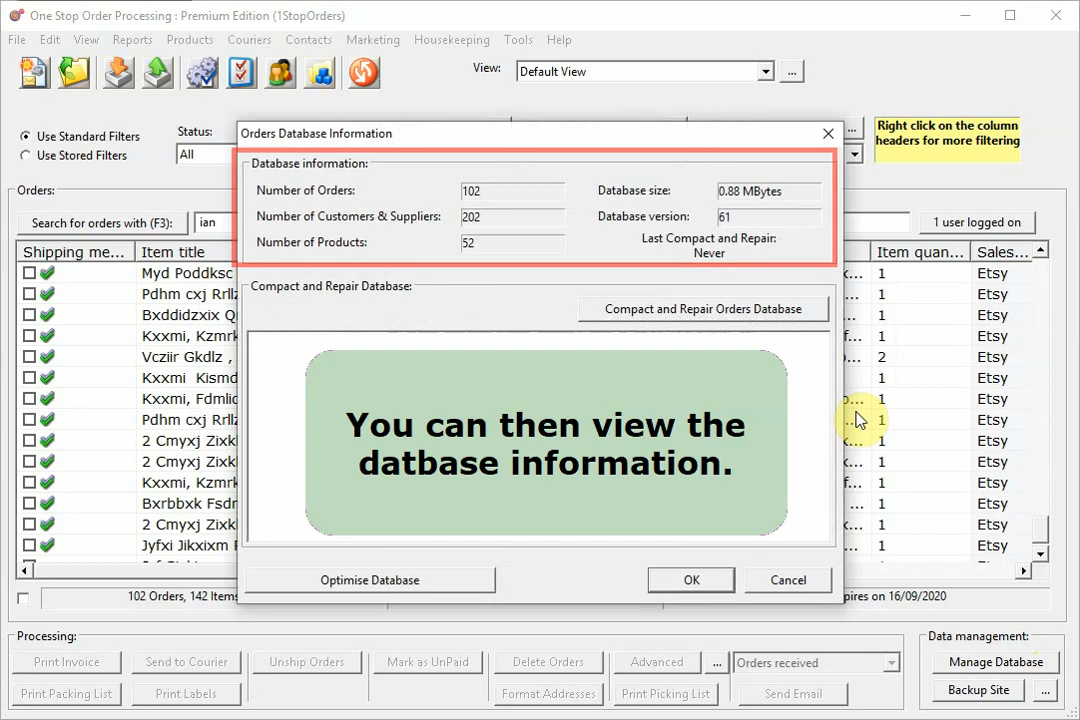 One Stop Order Processing : Premium Edition (1StopOrders)
File Edit View Reports Products Couriers Contacts Marketing Housekeeping Tools Help
View: Default View ...
Use Standard Filters
Use Stored Filters
Status:
All
...
Right click on the column
headers for more filtering
Orders:
Search for orders with (F3): ian
1 user logged on
Shipping me... Item title Item quan... Sales...
Myd Poddksc 1 Etsy
Pdhm cxj Rrllz 1 Etsy
Bxddidzxix Q 1 Etsy
Kxxmi, Kzmrk 1 Etsy
Vcziir Gkdlz , 2 Etsy
Kxxmi Kismd 1 Etsy
Kxxmi, Fdmlic 1 Etsy
Pdhm cxj Rrllz 1 Etsy
2 Cmyxj Zixkl 1 Etsy
2 Cmyxj Zixkl 1 Etsy
Kxxmi, Kzmrk 1 Etsy
Bxrbbxk Fsdr 1 Etsy
2 Cmyxj Zixkl 1 Etsy
Jyfxi Jikxixm F 1 Etsy
102 Orders, 142 Items
pires on 16/09/2020
Orders Database Information
Database information:
Number of Orders: 102
Database size: 0.88 MBytes
Number of Customers & Suppliers: 202
Database version: 61
Number of Products: 52
Last Compact and Repair:
Never
Compact and Repair Database:
Compact and Repair Orders Database
You can then view the
datbase information.
Optimise Database OK Cancel
Processing:
Print Invoice Send to Courier Unship Orders Mark as UnPaid Delete Orders Advanced ... Orders received
Print Packing List Print Labels Format Addresses Print Picking List Send Email
Data management:
Manage Database
Backup Site ...